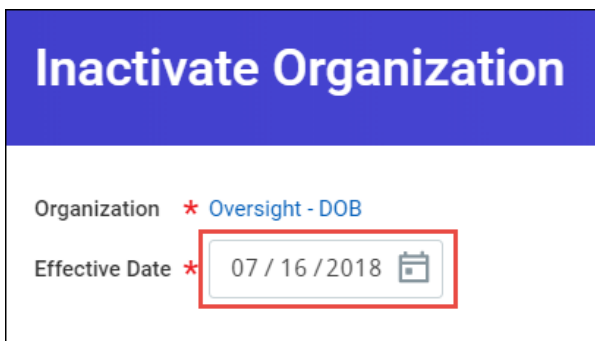 Inactivate Organization
Organization * Oversight - DOB
Effective Date * 07 / 16 / 2018